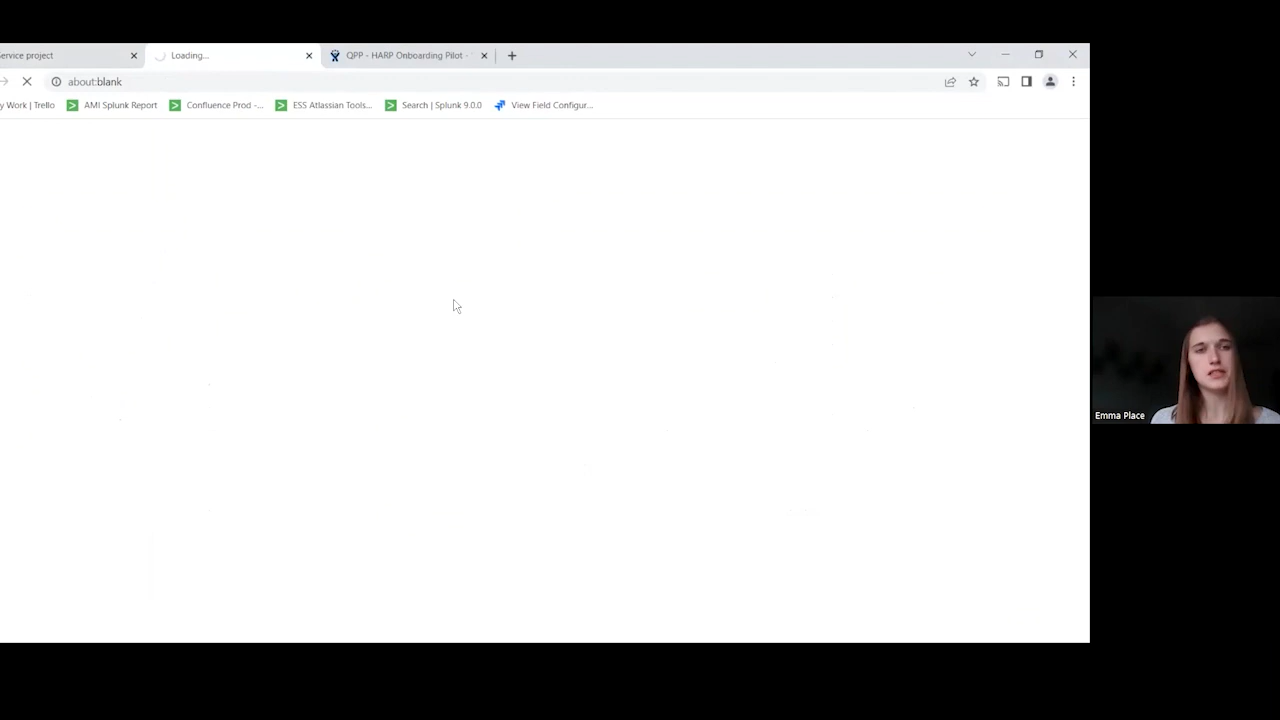 ervice project
Loading...
QPP - HARP Onboarding Pilot -
about:blank
y Work | Trello
AMI Splunk Report
Confluence Prod -...
ESS Atlassian Tools...
Search | Splunk 9.0.0
View Field Configur...
Emma Place